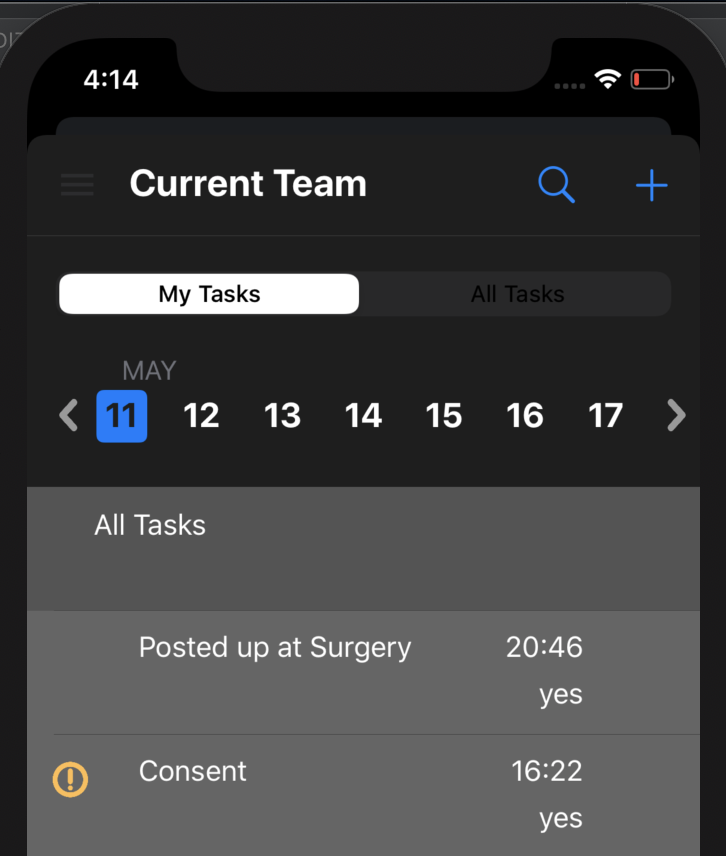 4:14
Current Team
My Tasks All Tasks
MAY
11 12 13 14 15 16 17
All Tasks
Posted up at Surgery 20:46
yes
Consent 16:22
yes